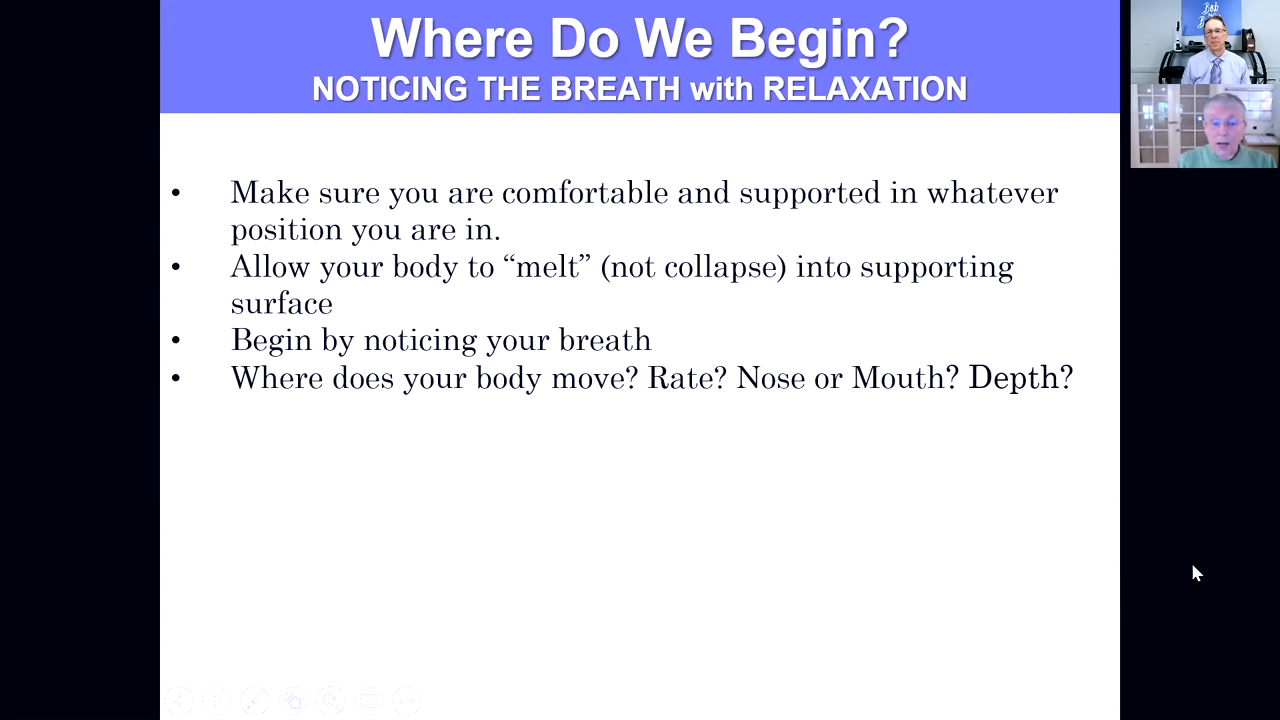 Where Do We Begin?
NOTICING THE BREATH with RELAXATION
• Make sure you are comfortable and supported in whatever
position you are in.
• Allow your body to “melt” (not collapse) into supporting
surface
• Begin by noticing your breath
• Where does your body move? Rate? Nose or Mouth? Depth?
Bob